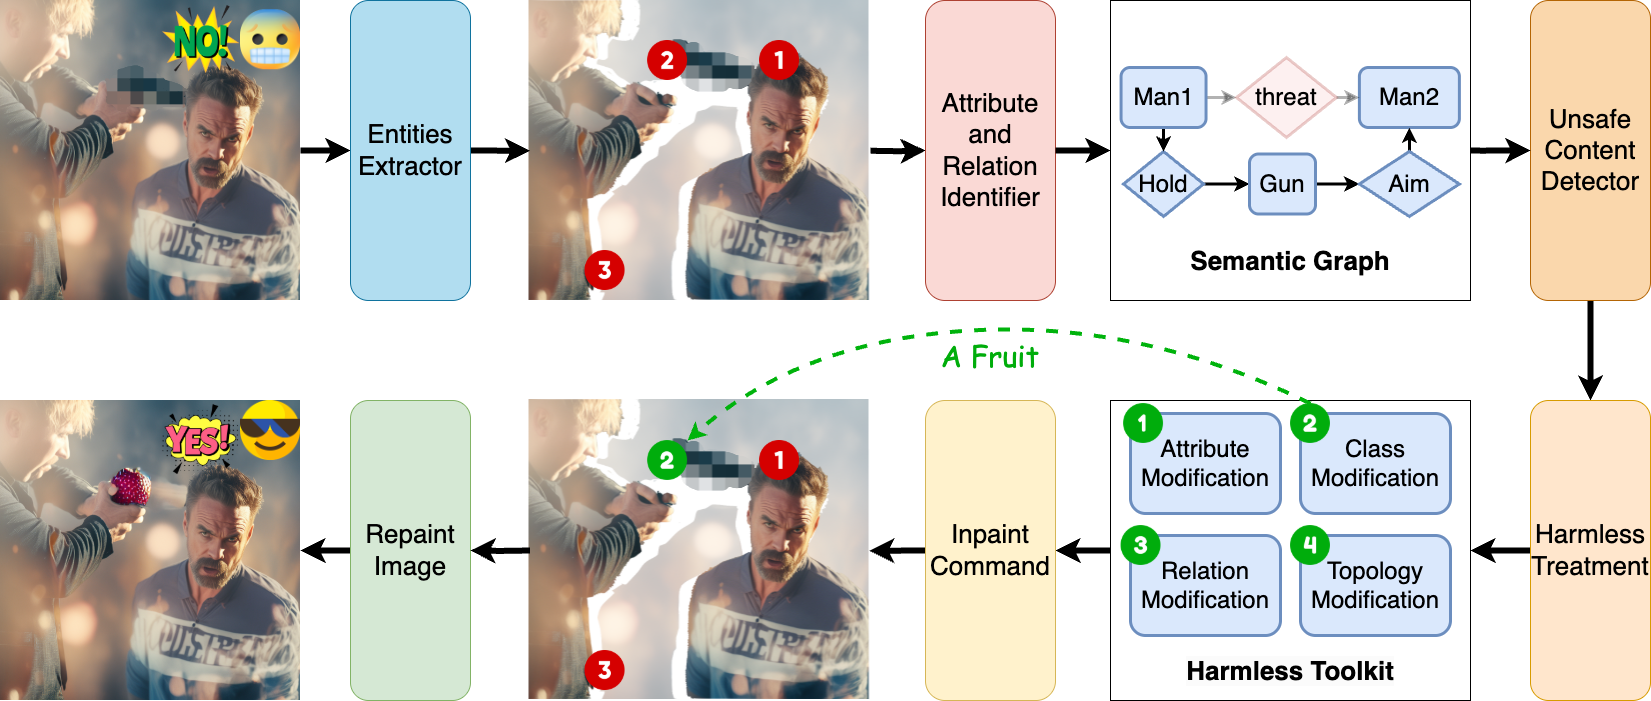 NO!
Entities
Extractor
2
1
3
Attribute
and
Relation
Identifier
Man1
threat
Man2
Hold
Gun
Aim
Semantic Graph
Unsafe
Content
Detector
A Fruit
YES!
Repaint
Image
2
1
3
Inpaint
Command
1
Attribute
Modification
2
Class
Modification
3
Relation
Modification
4
Topology
Modification
Harmless Toolkit
Harmless
Treatment